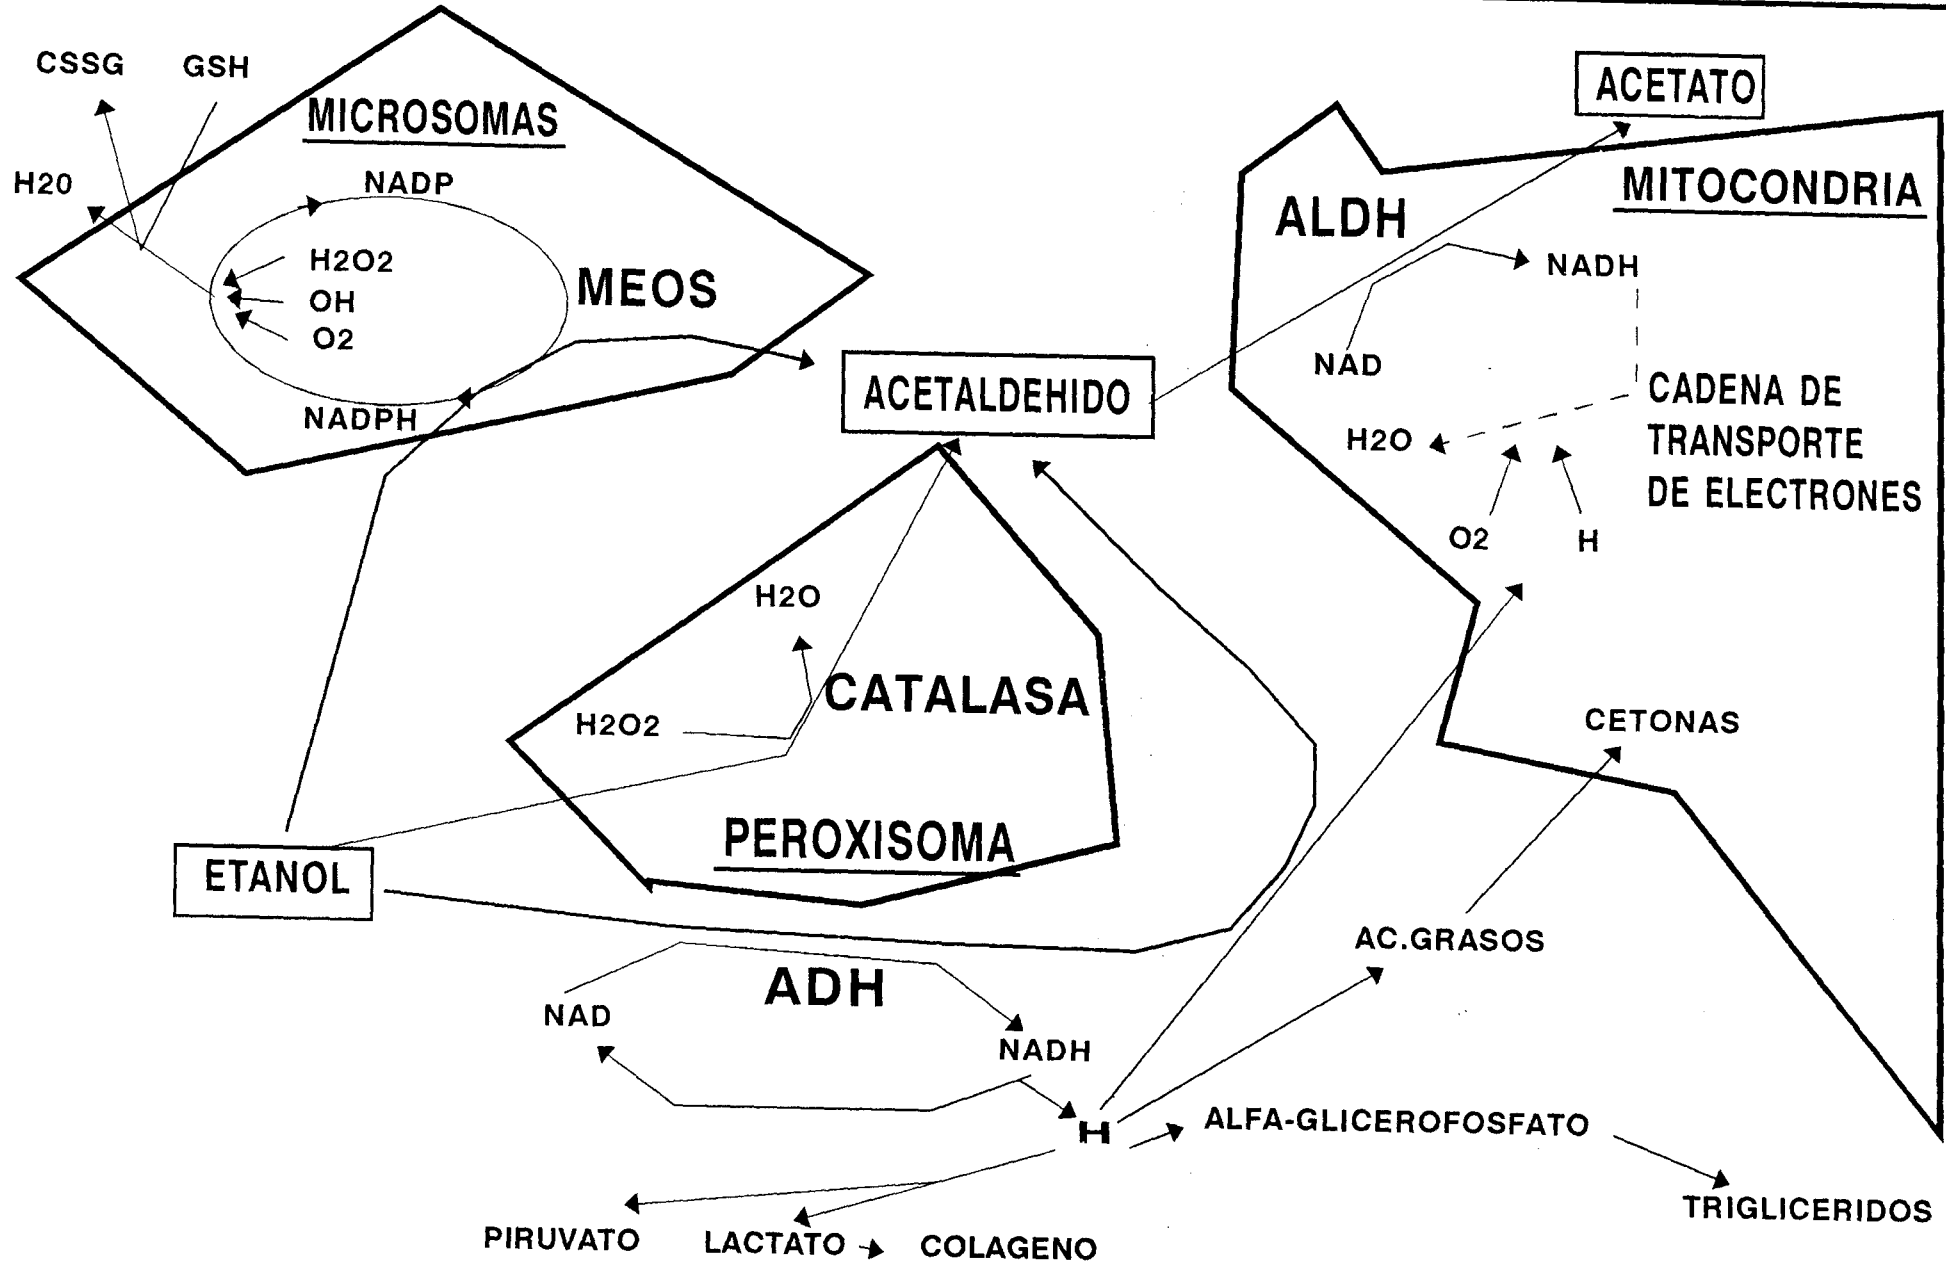 CSSG
GSH
MICROSOMAS
H20
NADP
H2O2
OH
O2
MEOS
NADPH
ACETALDEHIDO
ACETATO
MITOCONDRIA
ALDH
NADH
NAD
CADENA DE
TRANSPORTE
DE ELECTRONES
H2O
O2
H
H2O
CATALASA
H2O2
PEROXISOMA
CETONAS
ETANOL
AC.GRASOS
ADH
NAD
NADH
H
ALFA-GLICEROFOSFATO
TRIGLICERIDOS
PIRUVATO
LACTATO
COLAGENO